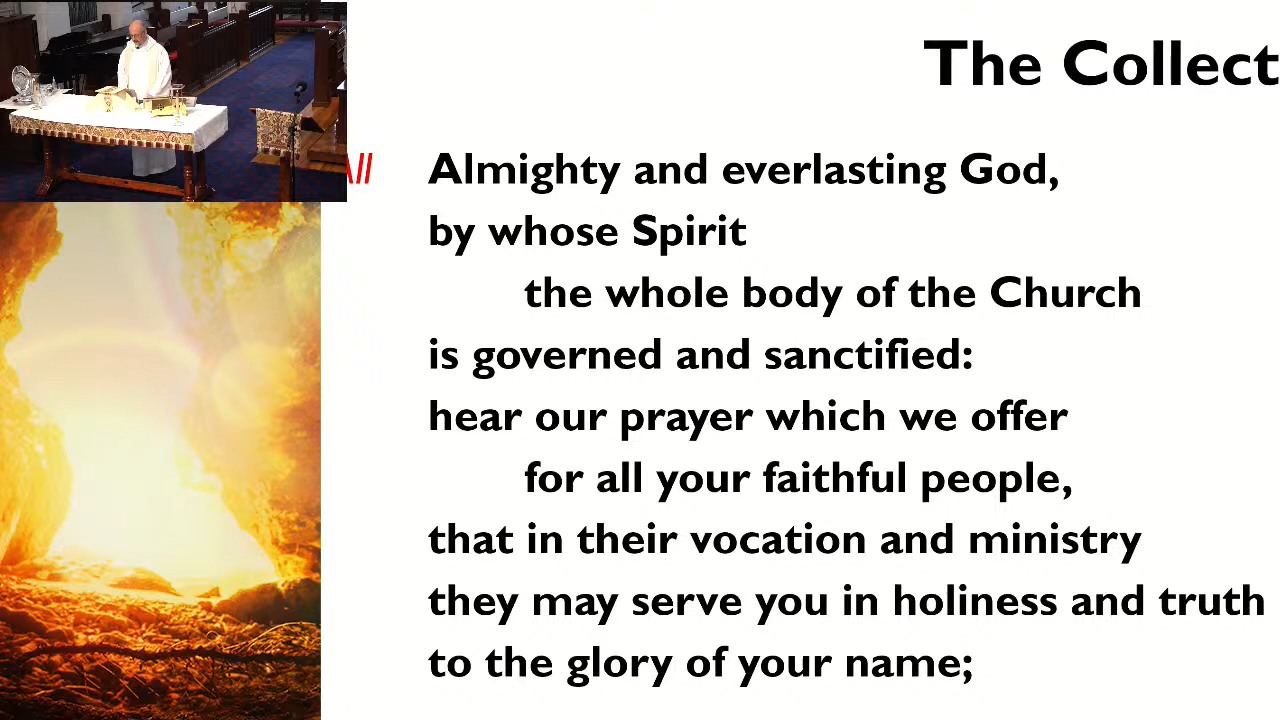 The Collect
All Almighty and everlasting God,
by whose Spirit
the whole body of the Church
is governed and sanctified:
hear our prayer which we offer
for all your faithful people,
that in their vocation and ministry
they may serve you in holiness and truth
to the glory of your name;